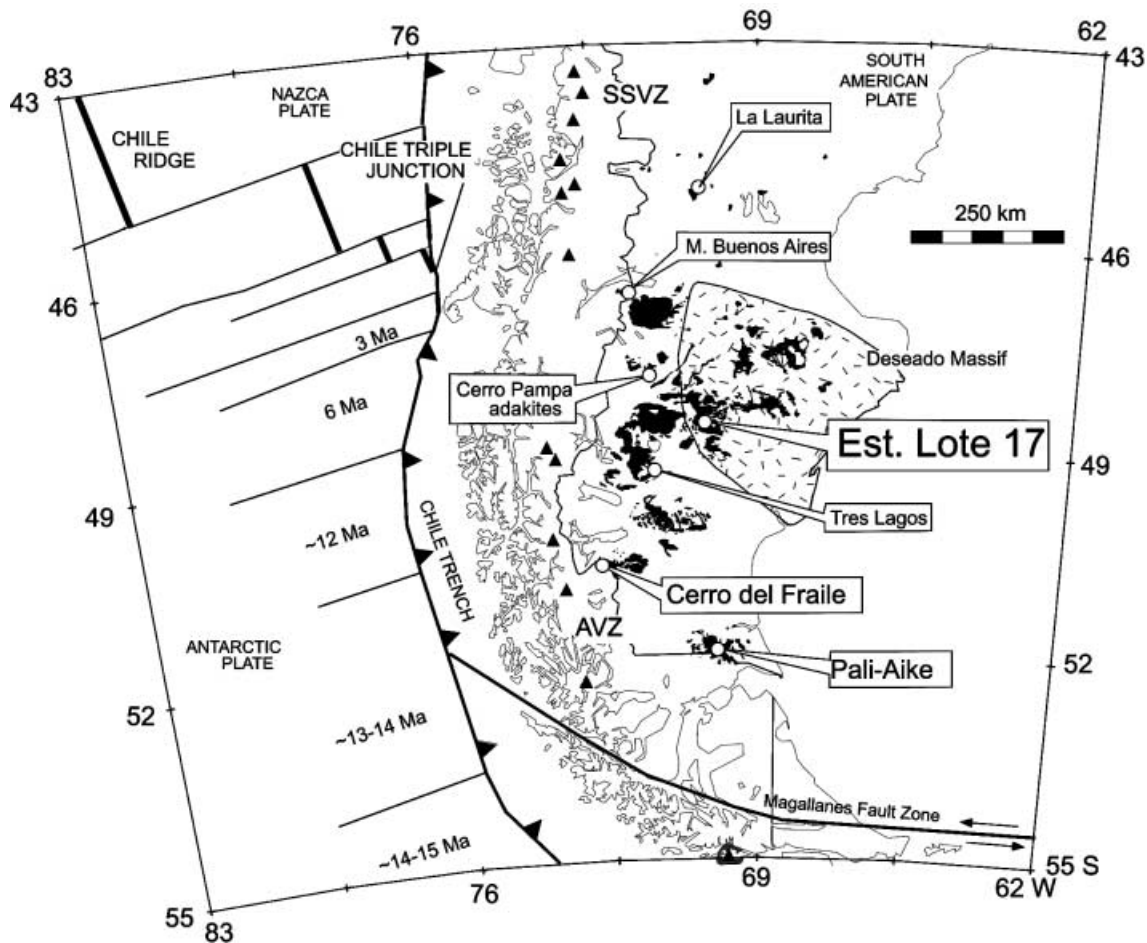 76
69
62
83
43
43
NAZCA
PLATE
SOUTH
AMERICAN
PLATE
SSVZ
CHILE
RIDGE
La Laurita
CHILE TRIPLE
JUNCTION
250 km
M. Buenos Aires
46
46
3 Ma
Deseado Massif
Cerro Pampa
adakites
6 Ma
Est. Lote 17
49
49
Tres Lagos
CHILE TRENCH
~12 Ma
Cerro del Fraile
AVZ
ANTARCTIC
PLATE
Pali-Aike
52
52
~13-14 Ma
Magallanes Fault Zone
~14-15 Ma
55 S
55
83
76
69
62 W